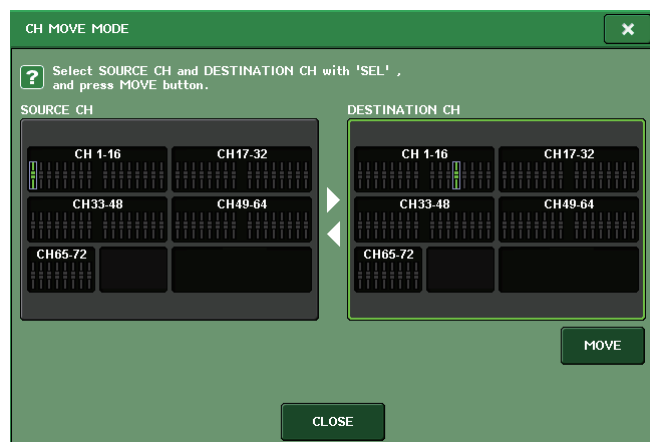 CH MOVE MODE
?
Select SOURCE CH and DESTINATION CH with 'SEL' ,
and press MOVE button.
SOURCE CH
CH 1-16
CH17-32
CH33-48
CH49-64
CH65-72
DESTINATION CH
CH 1-16
CH17-32
CH33-48
CH49-64
CH65-72
MOVE
CLOSE